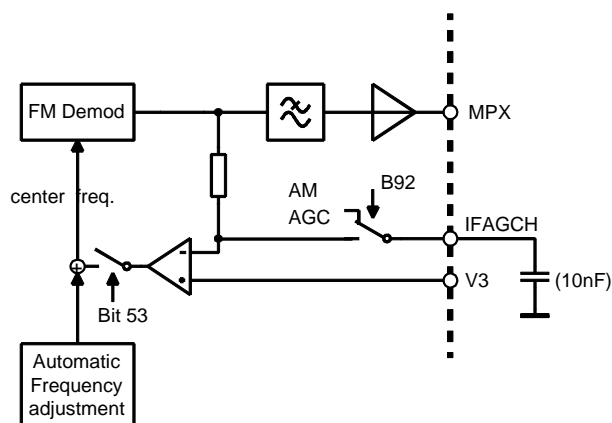 FM Demod
MPX
center freq.
AM
AGC
B92
IFAGCH
-
+
V3
(10nF)
Bit 53
Automatic
Frequency
adjustment